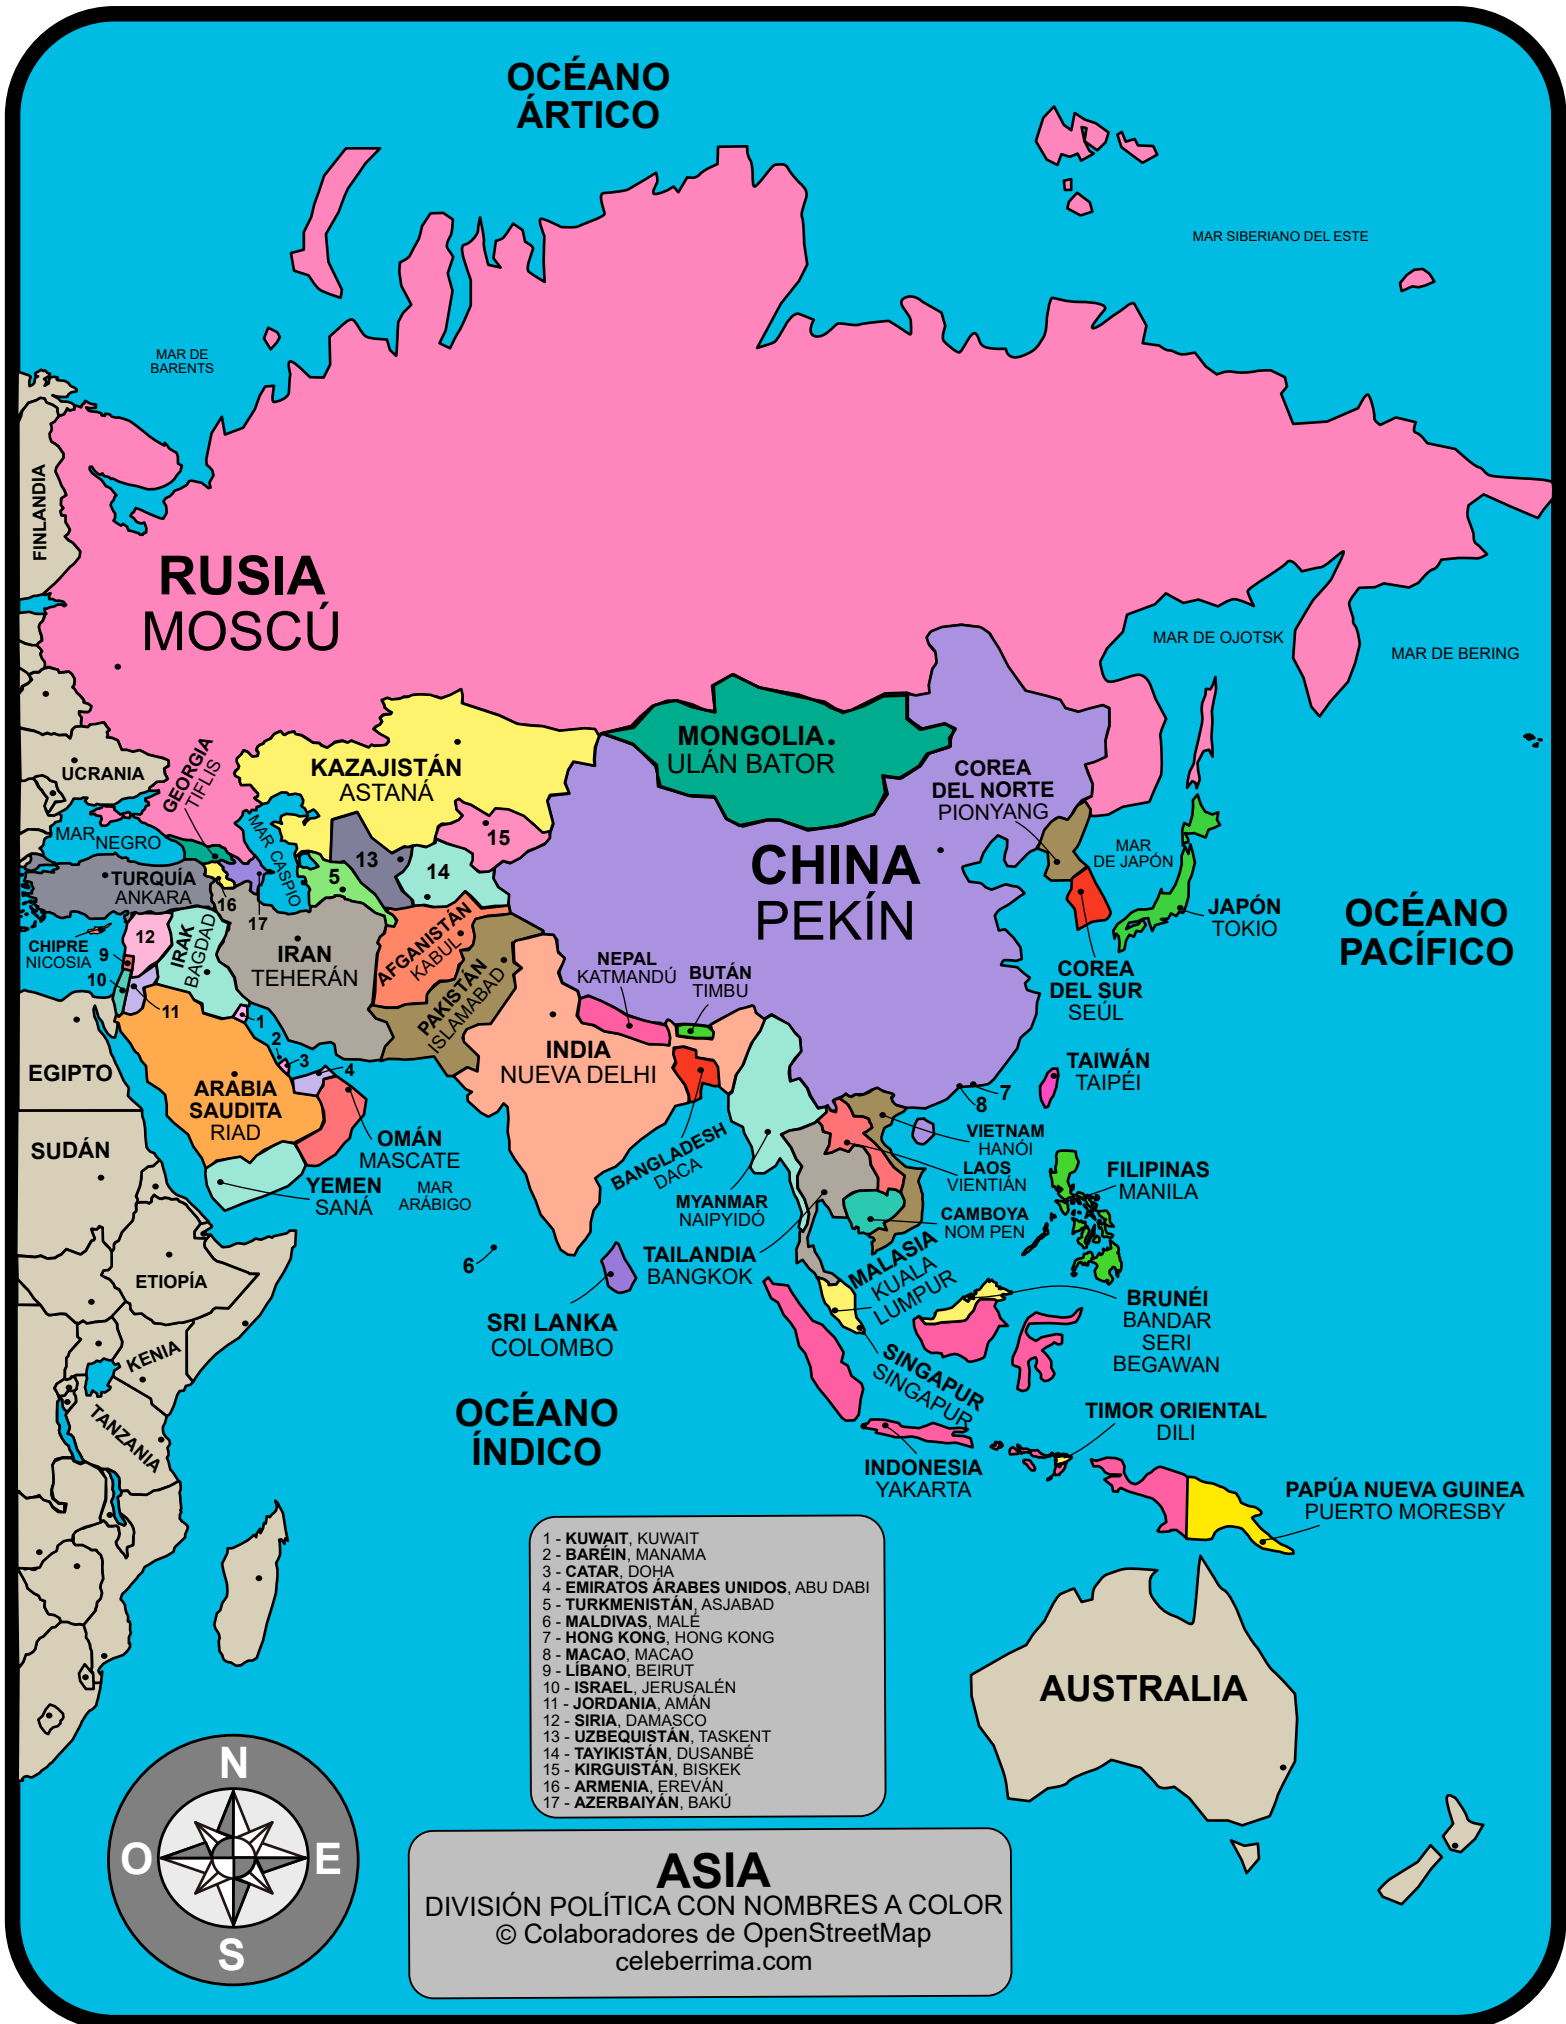 OCÉANO
ÁRTICO
MAR SIBERIANO DEL ESTE
MAR DE
BARENTS
FINLANDIA
RUSIA
MOSCÚ
MAR DE OJOTSK
MAR DE BERING
UCRANIA
GEORGIA
TIFLIS
KAZAJISTÁN
ASTANÁ
MONGOLIA
ULÁN BATOR
COREA
DEL NORTE
PIONYANG
MAR
NEGRO
MAR CASPIO
13
15
14
5
MAR
DE JAPÓN
CHINA
PEKÍN
TURQUÍA
ANKARA
16
17
JAPÓN
TOKIO
OCÉANO
PACÍFICO
CHIPRE
NICOSIA
12
9
10
11
IRAK
BAGDAD
IRAN
TEHERÁN
AFGANISTÁN
KABUL
PAKISTÁN
ISLAMABAD
NEPAL
KATMANDÚ
BUTÁN
TIMBU
COREA
DEL SUR
SEÚL
1
2
3
4
INDIA
NUEVA DELHI
EGIPTO
ARABIA
SAUDITA
RIAD
TAIWÁN
TAIPÉI
7
8
SUDÁN
OMÁN
MASCATE
YEMEN
SANÁ
MAR
ARÁBIGO
BANGLADESH
DACA
MYANMAR
NAIPYIDÓ
VIETNAM
HANÓI
LAOS
VIENTIÁN
FILIPINAS
MANILA
CAMBOYA
NOM PEN
6
TAILANDIA
BANGKOK
MALASIA
KUALA
LUMPUR
ETIOPÍA
BRUNÉI
BANDAR
SERI
BEGAWAN
SRI LANKA
COLOMBO
KENIA
SINGAPUR
SINGAPUR
TANZANIA
OCÉANO
ÍNDICO
TIMOR ORIENTAL
DILI
INDONESIA
YAKARTA
PAPÚA NUEVA GUINEA
PUERTO MORESBY
1 - KUWAIT, KUWAIT
2 - BARÉIN, MANAMA
3 - CATAR, DOHA
4 - EMIRATOS ÁRABES UNIDOS, ABU DABI
5 - TURKMENISTÁN, ASJABAD
6 - MALDIVAS, MALÉ
7 - HONG KONG, HONG KONG
8 - MACAO, MACAO
9 - LÍBANO, BEIRUT
10 - ISRAEL, JERUSALÉN
11 - JORDANIA, AMÁN
12 - SIRIA, DAMASCO
13 - UZBEQUISTÁN, TASKENT
14 - TAYIKISTÁN, DUSANBÉ
15 - KIRGUISTÁN, BISKEK
16 - ARMENIA, EREVÁN
17 - AZERBAIYÁN, BAKÚ
AUSTRALIA
N
O
E
S
ASIA
DIVISIÓN POLÍTICA CON NOMBRES A COLOR
© Colaboradores de OpenStreetMap
celeberrima.com